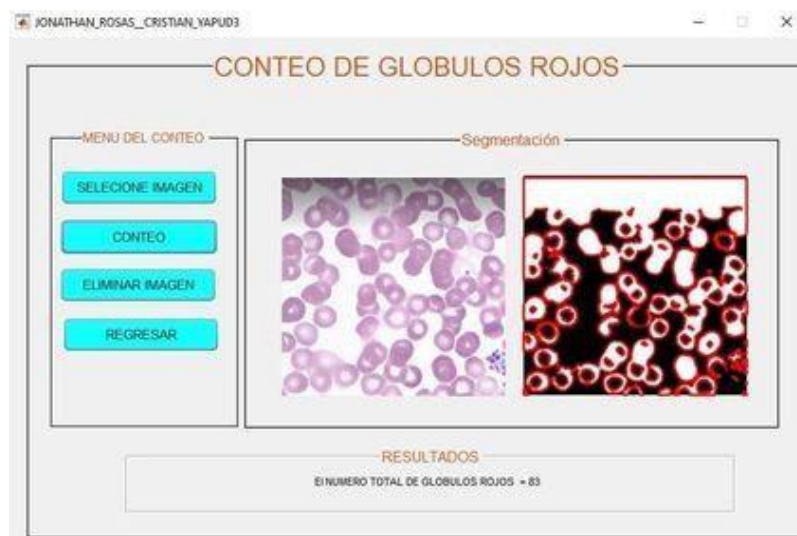 JONATHAN_ROSAS__CRISTIAN_YAPUD3
CONTEO DE GLOBULOS ROJOS
MENU DEL CONTEO
SELECIONE IMAGEN
CONTEO
ELIMINAR IMAGEN
REGRESAR
Segmentación
RESULTADOS
El NUMERO TOTAL DE GLOBULOS ROJOS = 83